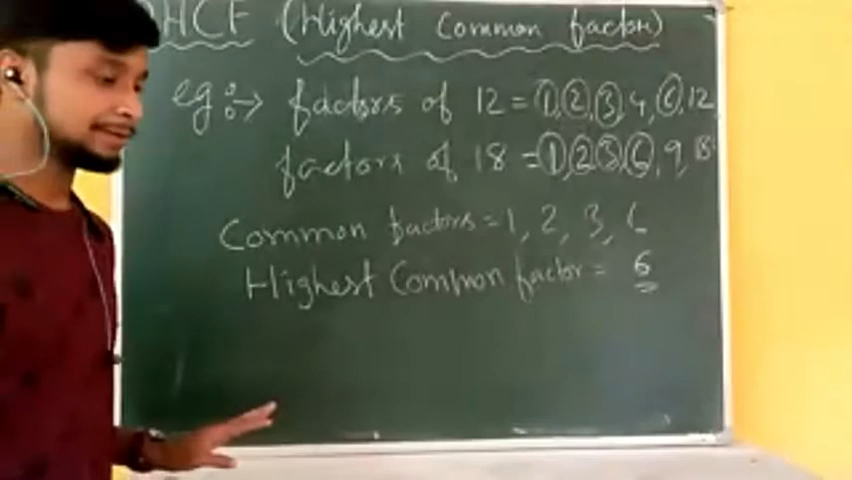 HCF (Highest Common factor)
eg:→ factors of 12 = 1, 2, 3, 4, 6, 12
factors of 18 = 1, 2, 3, 6, 9, 18
Common factors = 1, 2, 3, 6
Highest Common factor = 6